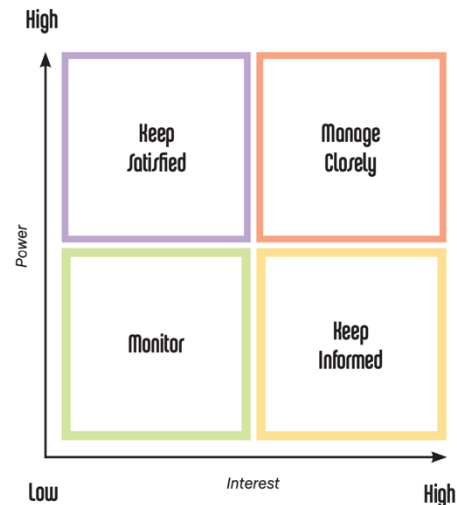 High
Keep
Satisfied
Manage
Closely
Power
Monitor
Keep
Informed
Low
Interest
High